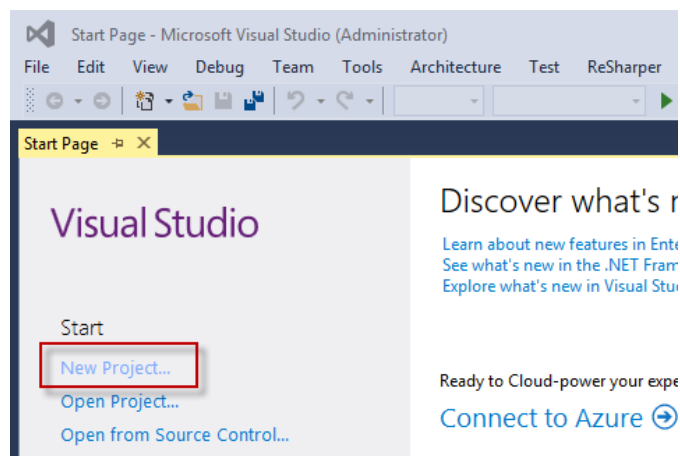 Start Page - Microsoft Visual Studio (Administrator)
File Edit View Debug Team Tools Architecture Test ReSharper
Start Page
Visual Studio
Start
New Project...
Open Project...
Open from Source Control...
Discover what's
Learn about new features in Ente
See what's new in the .NET Fram
Explore what's new in Visual Stu
Ready to Cloud-power your expe
Connect to Azure